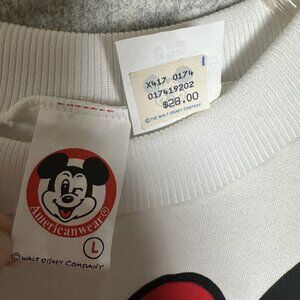 X417 0174
017419202
$28.00
© THE WALT DISNEY COMPANY
Americanwear®
L
© WALT DISNEY COMPANY